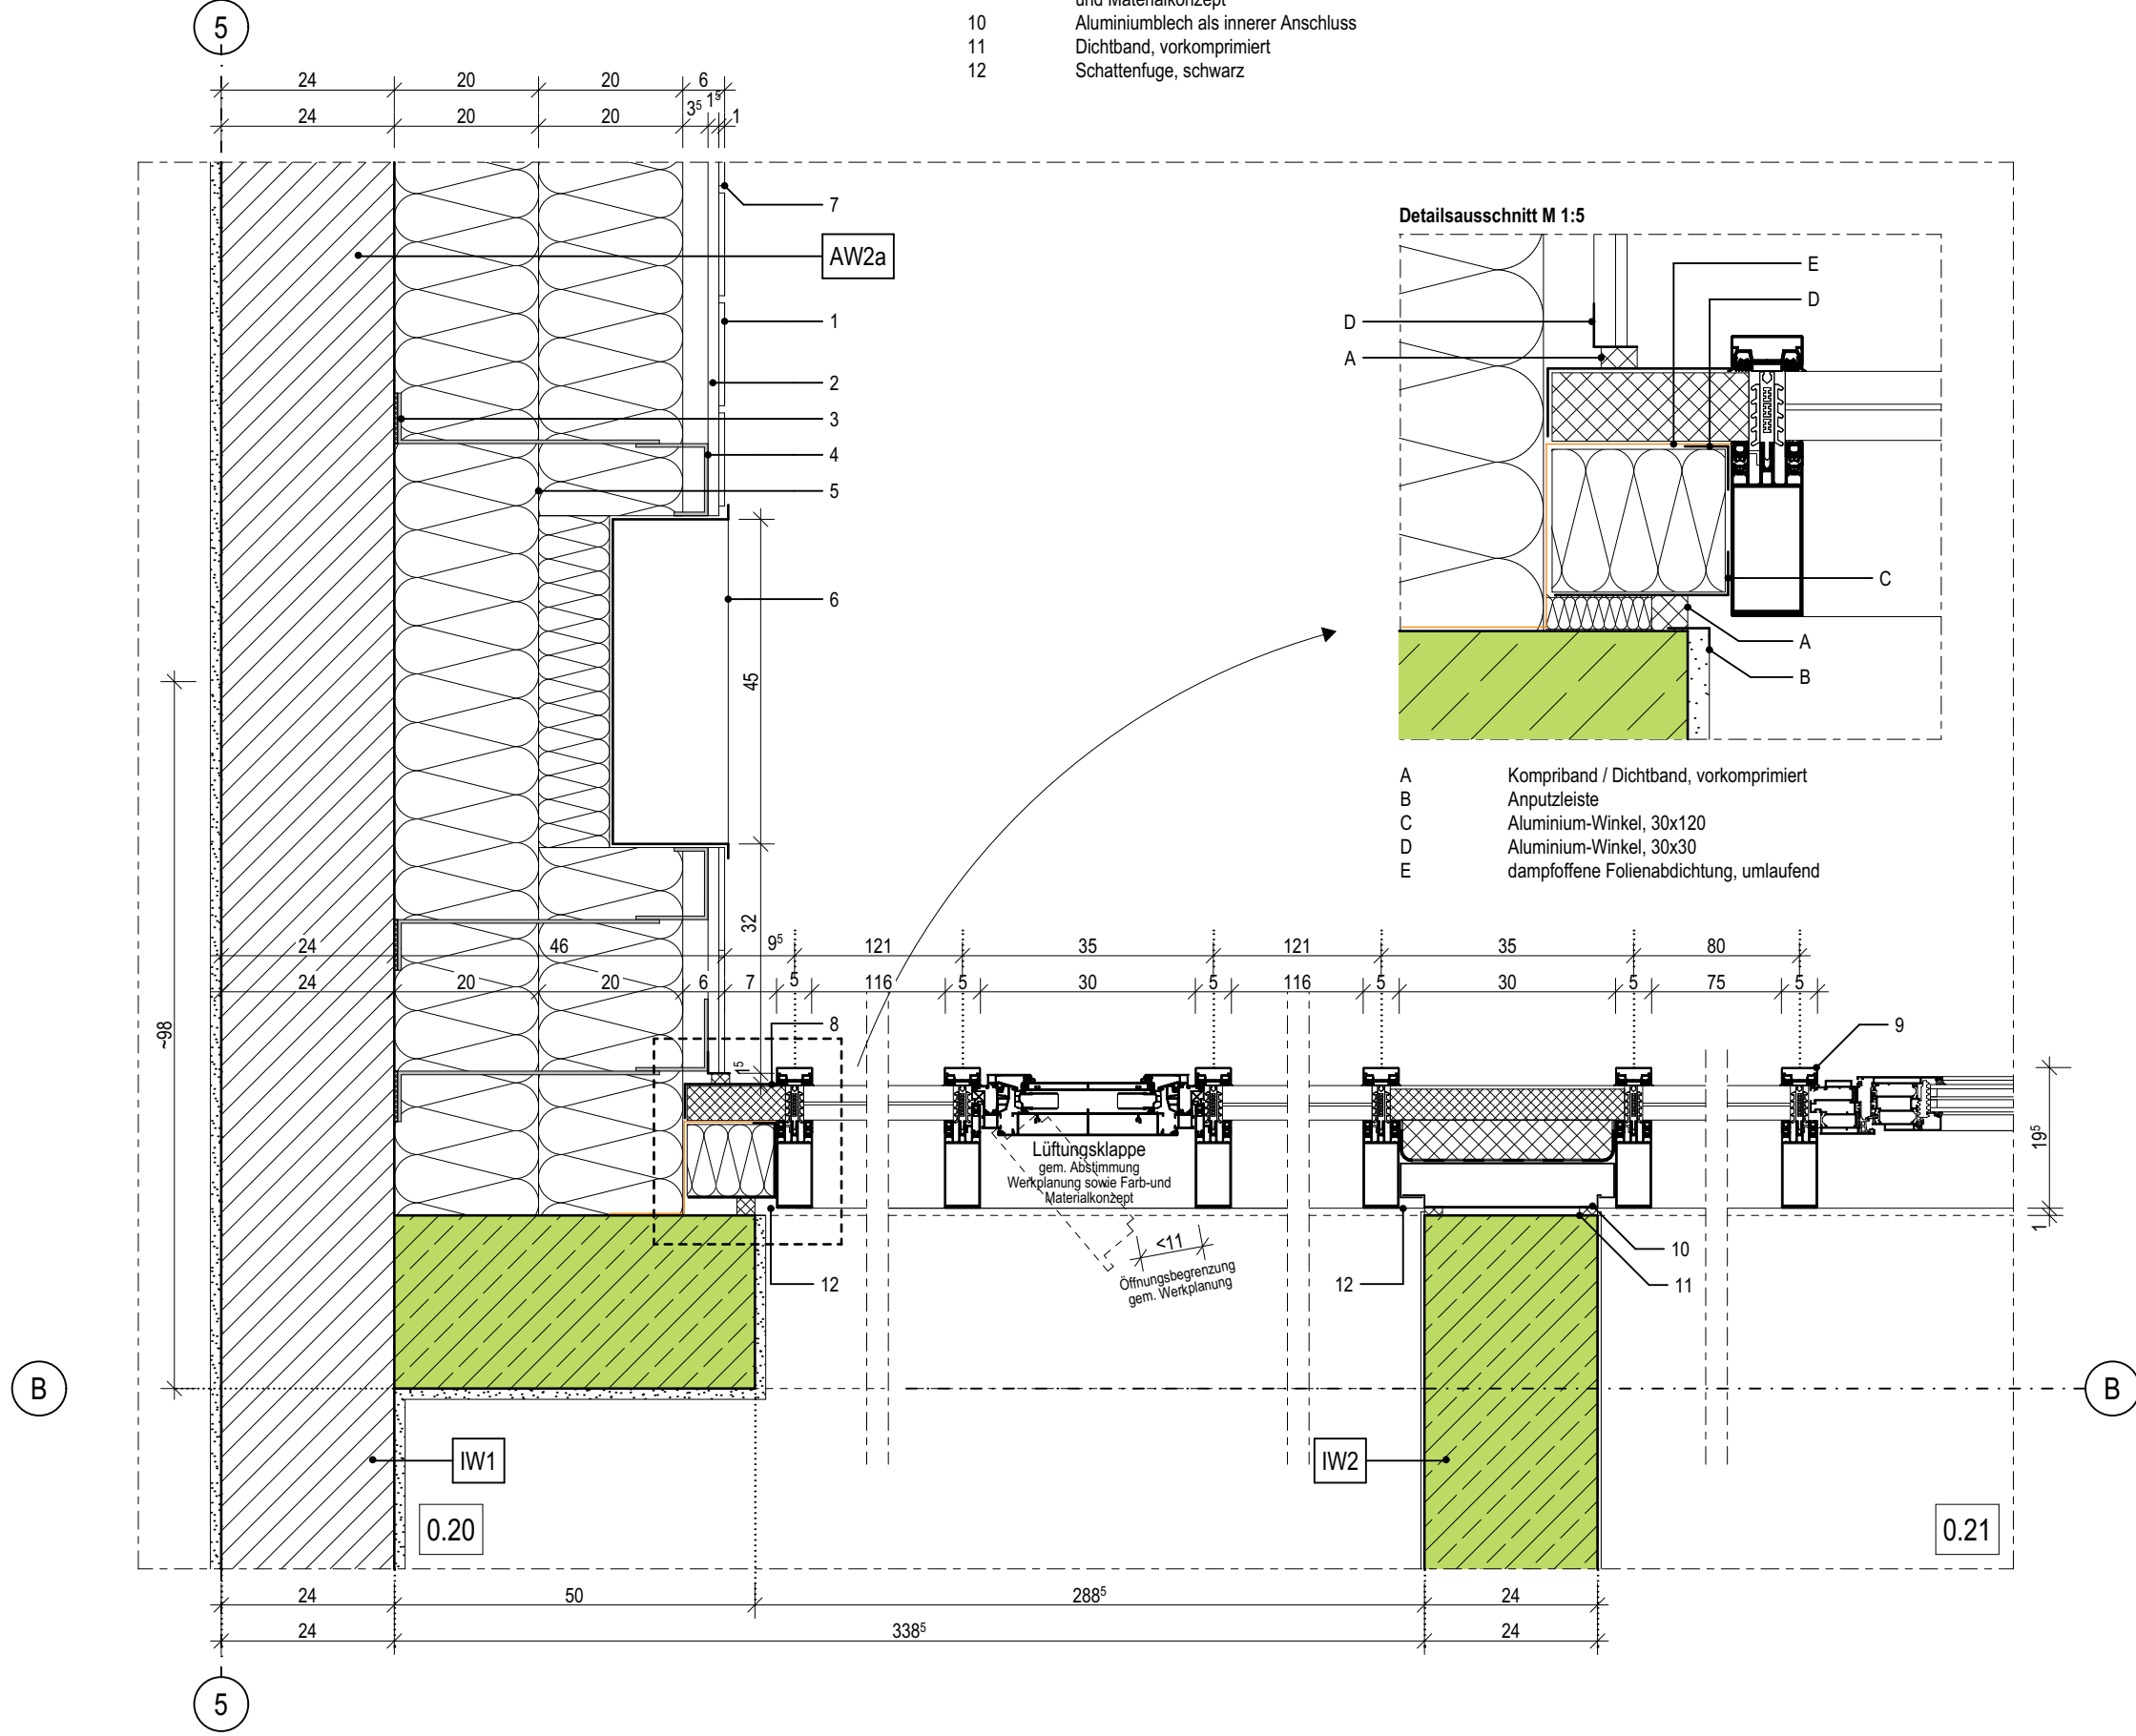 und Materialkonzept
10 Aluminiumblech als innerer Anschluss
11 Dichtband, vorkomprimiert
12 Schattenfuge, schwarz
5
24 20 20 6
24 20 20 3⁵ 1⁵ 1
7
AW2a
1
2
3
4
5
6
45
32
~98
Detailsausschnitt M 1:5
E
D
D
A
C
A
B
A Kompriband / Dichtband, vorkomprimiert
B Anputzleiste
C Aluminium-Winkel, 30x120
D Aluminium-Winkel, 30x30
E dampfoffene Folienabdichtung, umlaufend
24 46 9⁵ 121 35 121 35 80
24 20 20 6 7 5 116 5 30 5 116 5 30 5 75 5
8
9
1⁵
19⁵
1
Lüftungsklappe
gem. Abstimmung
Werkplanung sowie Farb-und
Materialkonzept
<11
Öffnungsbegrenzung
gem. Werkplanung
12
12
10
11
B
B
IW1
IW2
0.20
0.21
24 50 288⁵ 24
24 338⁵ 24
5